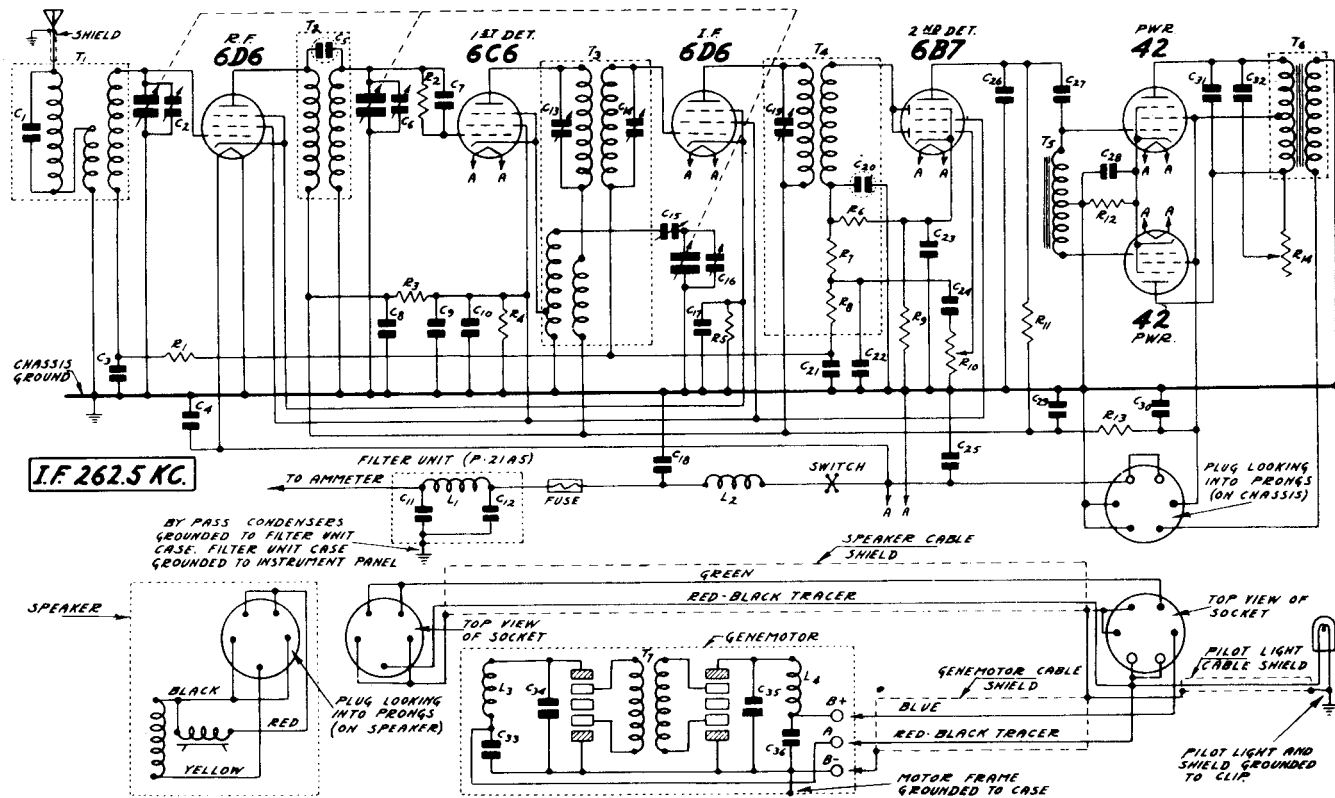 SHIELD
T1
C1
C2
R.F.
6D6
T2
C5
R2
C7
C6
1ST DET.
6C6
A A
T3
C13
C14
I.F.
6D6
A A1
T4
C19
C20
2ND DET.
6B7
A A
C26
C27
T5
PWR
42
A A
C28
R12
A A
42
PWR.
C31
C32
T6
R14
C15
C16
C17
R5
R6
R7
R8
C21
C22
C23
C24
R9
R10
R11
R3
C8
C9
C10
R4
R1
C3
CHASSIS
GROUND
C4
C29
R13
C30
C18
C25
I.F. 262.5 KC.
FILTER UNIT (P-21A5)
TO AMMETER
L1
C11
C12
FUSE
L2
SWITCH
A A
PLUG LOOKING
INTO PRONGS
(ON CHASSIS)
BY PASS CONDENSERS
GROUNDED TO FILTER UNIT
CASE. FILTER UNIT CASE
GROUNDED TO INSTRUMENT PANEL
SPEAKER CABLE
SHIELD
GREEN
RED-BLACK TRACER
SPEAKER
BLACK
RED
YELLOW
PLUG LOOKING
INTO PRONGS
(ON SPEAKER)
TOP VIEW
OF SOCKET
GENEMOTOR
L3
C34
T7
C35
L4
C33
C36
B+
A
B-
GENEMOTOR CABLE
SHIELD
BLUE
RED-BLACK TRACER
MOTOR FRAME
GROUNDED TO CASE
TOP VIEW OF
SOCKET
PILOT LIGHT
CABLE SHIELD
PILOT LIGHT AND
SHIELD GROUNDED
TO CLIP.